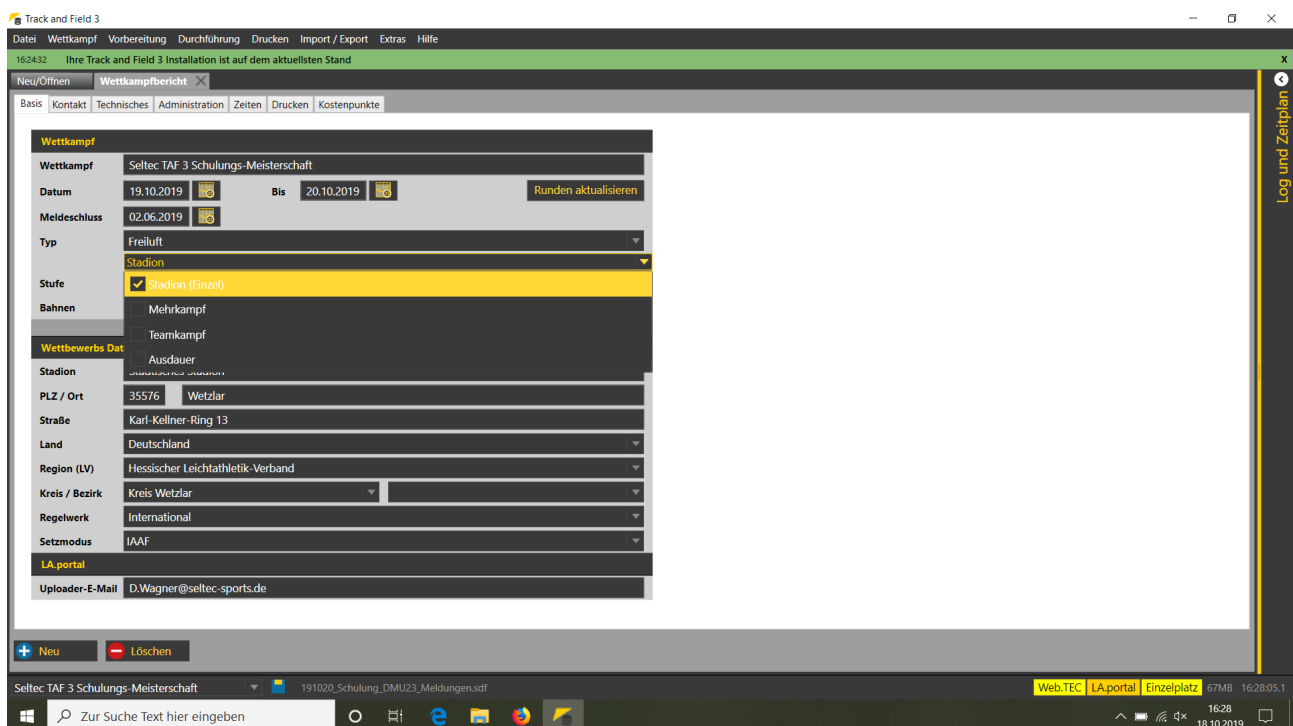 Track and Field 3
Datei Wettkampf Vorbereitung Durchführung Drucken Import / Export Extras Hilfe
16:24:32 Ihre Track and Field 3 Installation ist auf dem aktuellsten Stand X
Neu/Öffnen Wettkampfbericht
Basis Kontakt Technisches Administration Zeiten Drucken Kostenpunkte
Log und Zeitplan
Wettkampf
Wettkampf Seltec TAF 3 Schulungs-Meisterschaft
Datum 19.10.2019 Bis 20.10.2019 Runden aktualisieren
Meldeschluss 02.06.2019
Typ Freiluft
Stadion
Stufe Stadion (Einzel)
Bahnen Mehrkampf
Teamkampf
Wettbewerbs Dat
Ausdauer
Stadion Städtisches Stadion
PLZ / Ort 35576 Wetzlar
Straße Karl-Kellner-Ring 13
Land Deutschland
Region (LV) Hessischer Leichtathletik-Verband
Kreis / Bezirk Kreis Wetzlar
Regelwerk International
Setzmodus IAAF
LA.portal
Uploader-E-Mail D.Wagner@seltec-sports.de
Neu Löschen
Seltec TAF 3 Schulungs-Meisterschaft 191020_Schulung_DMU23_Meldungen.sdf Web.TEC LA.portal Einzelplatz 67MB 16:28:05.1
Zur Suche Text hier eingeben 16:28
18.10.2019